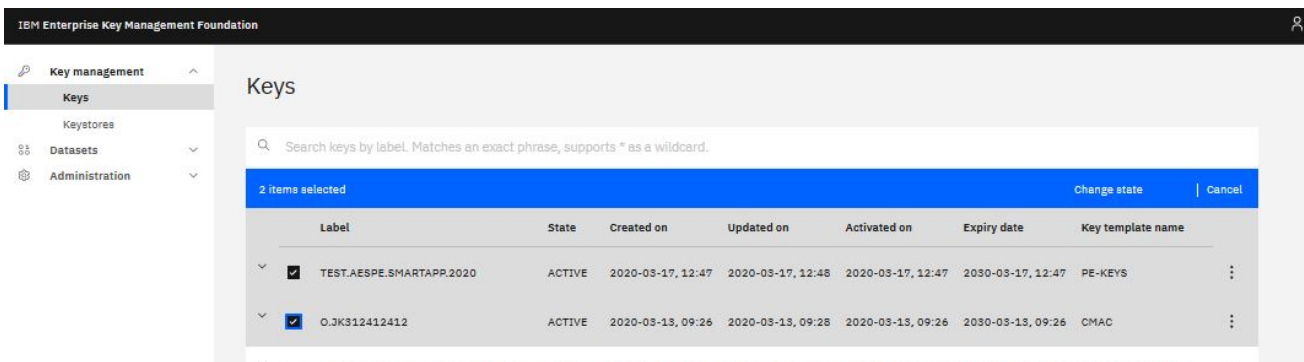 IBM Enterprise Key Management Foundation
Key management
Keys
Keystores
Datasets
Administration
Keys
Search keys by label. Matches an exact phrase, supports * as a wildcard.
2 items selected Change state | Cancel
Label State Created on Updated on Activated on Expiry date Key template name
TEST.AESPE.SMARTAPP.2020 ACTIVE 2020-03-17, 12:47 2020-03-17, 12:48 2020-03-17, 12:47 2030-03-17, 12:47 PE-KEYS
O.JK312412412 ACTIVE 2020-03-13, 09:26 2020-03-13, 09:28 2020-03-13, 09:26 2030-03-13, 09:26 CMAC